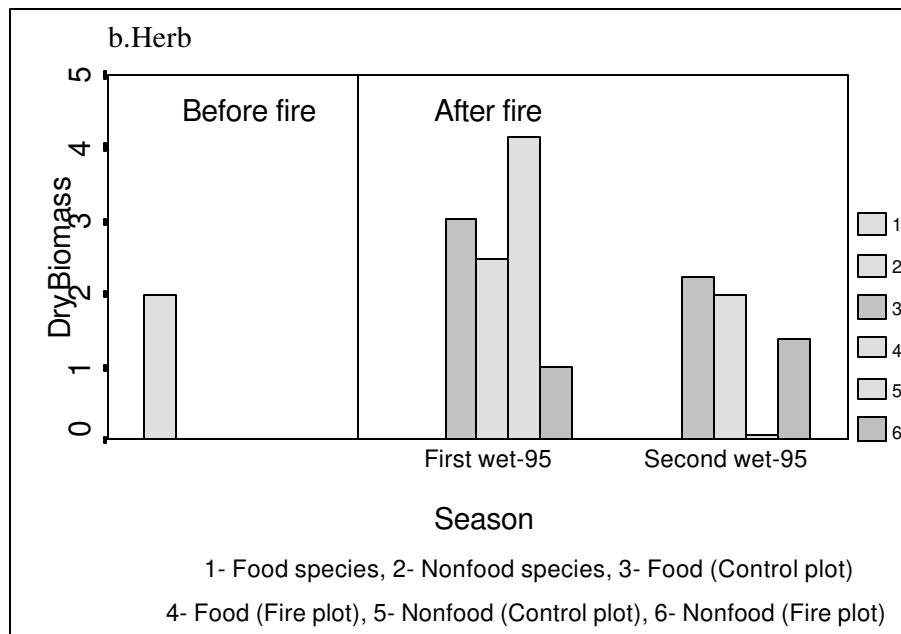 b.Herb
Before fire
After fire
Dry Biomass
5
4
3
2
1
0
First wet-95
Second wet-95
Season
1
2
3
4
5
6
1- Food species, 2- Nonfood species, 3- Food (Control plot)
4- Food (Fire plot), 5- Nonfood (Control plot), 6- Nonfood (Fire plot)